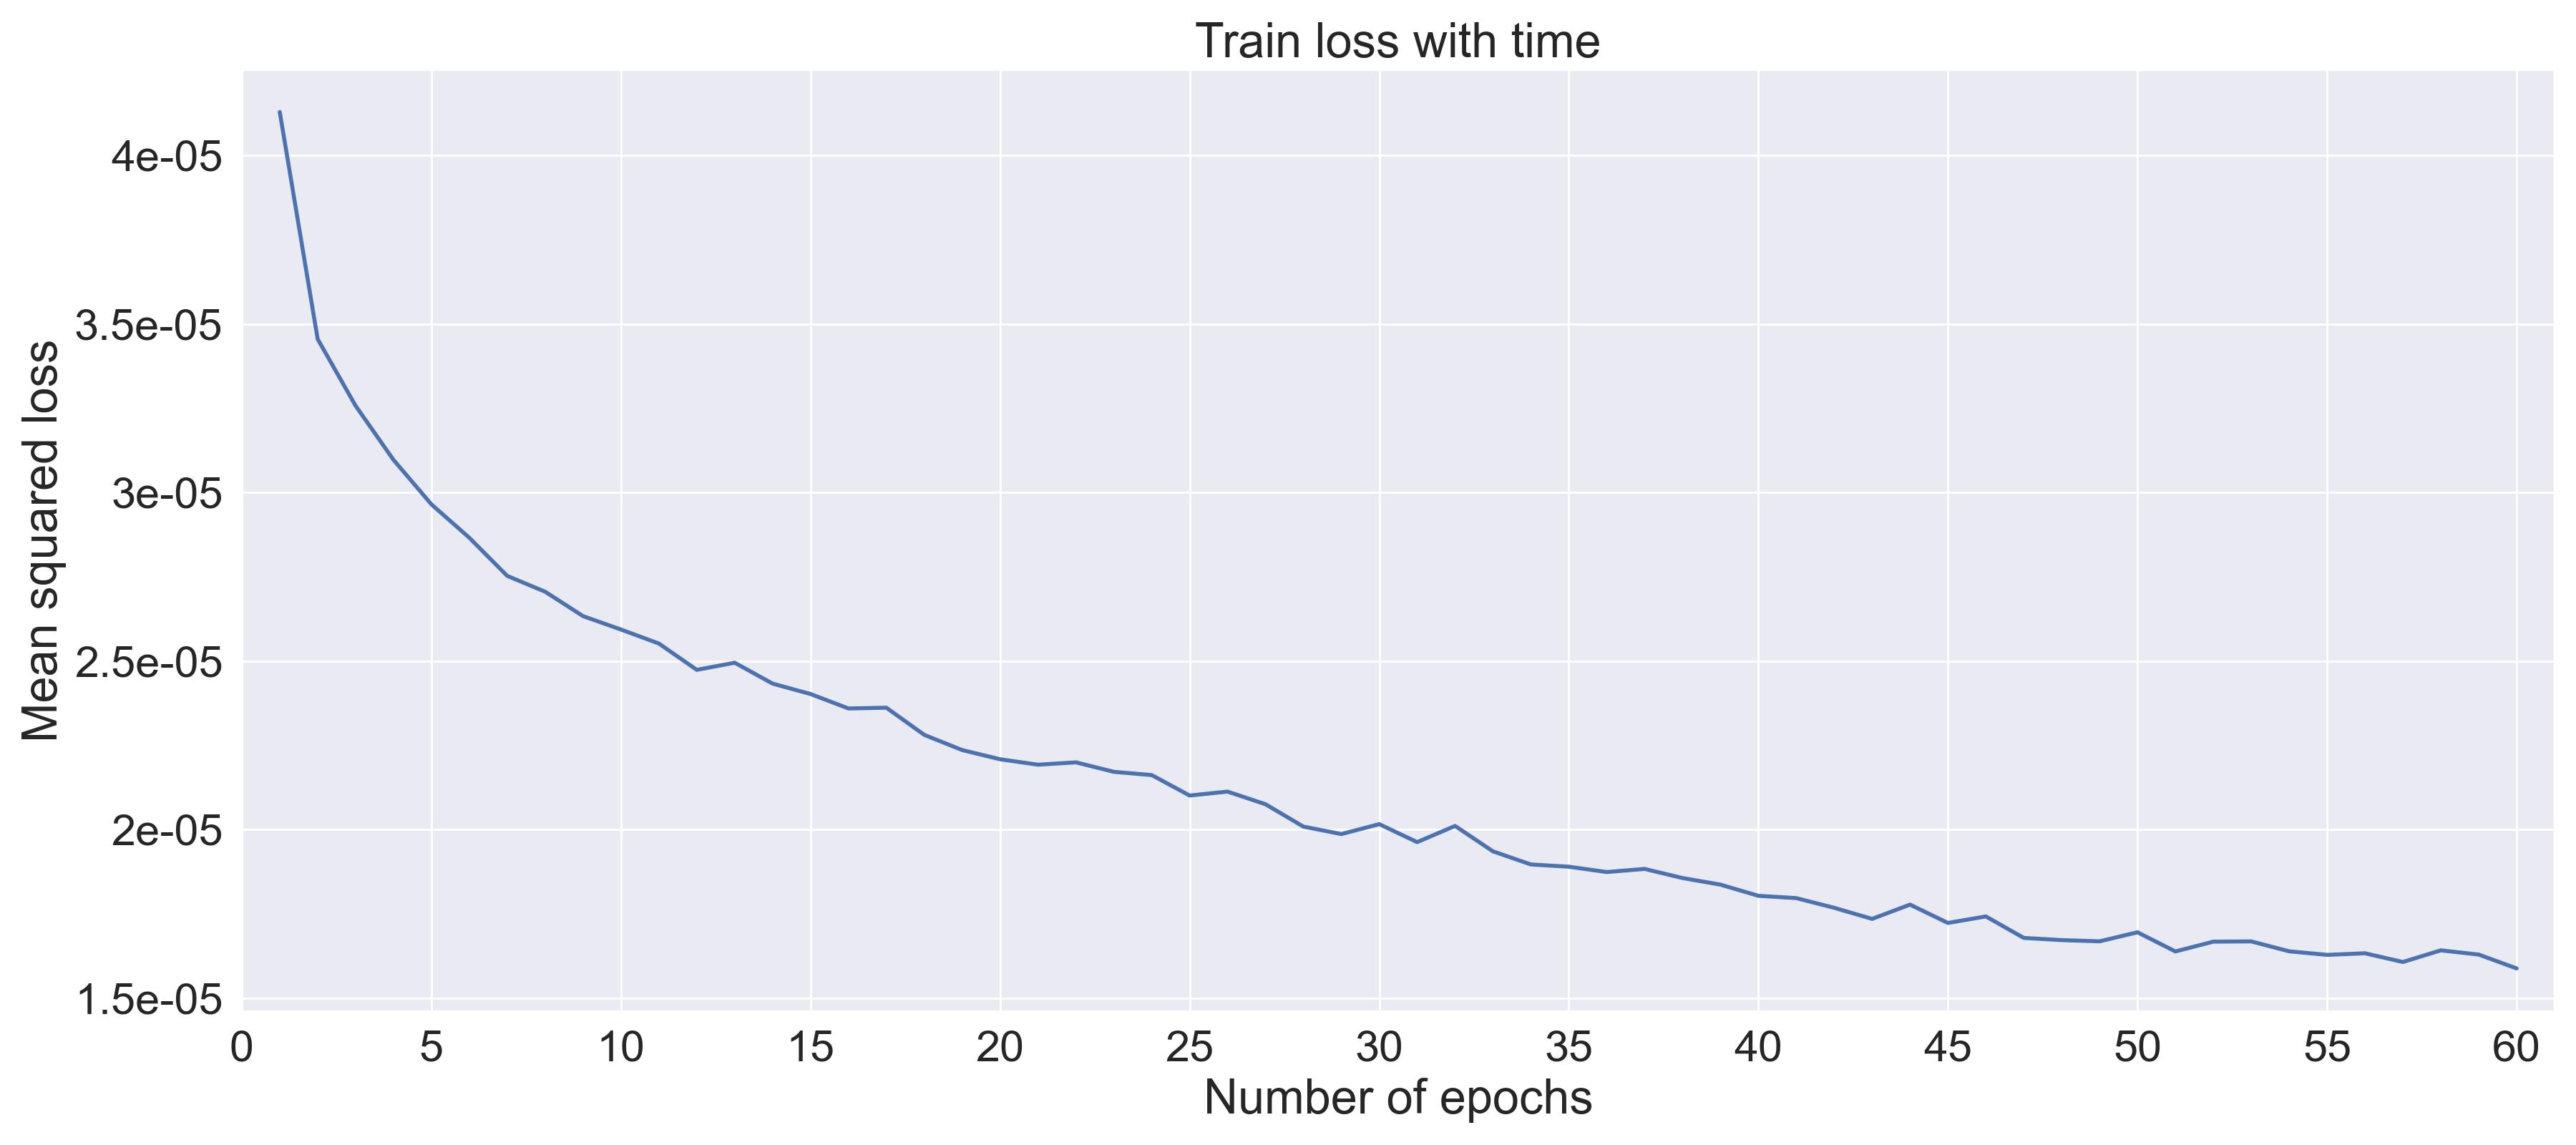 Train loss with time
Mean squared loss
4e-05
3.5e-05
3e-05
2.5e-05
2e-05
1.5e-05
0 5 10 15 20 25 30 35 40 45 50 55 60
Number of epochs